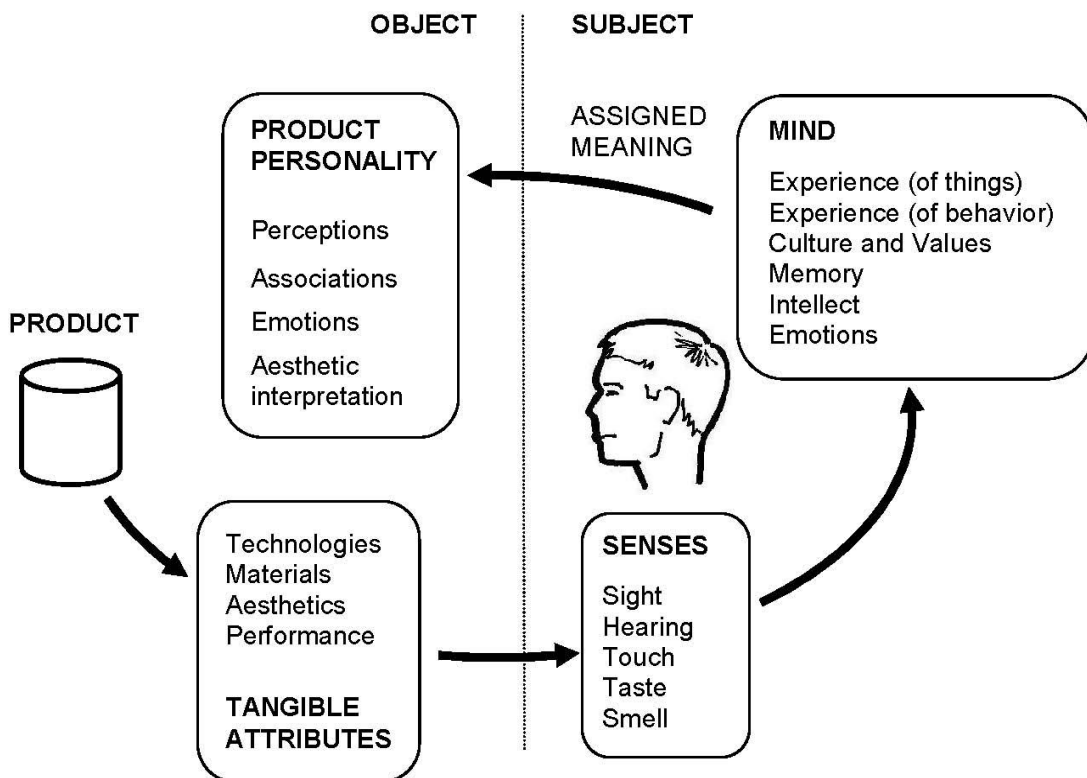 OBJECT
SUBJECT
PRODUCT
PERSONALITY
Perceptions
Associations
Emotions
Aesthetic
interpretation
ASSIGNED
MEANING
MIND
Experience (of things)
Experience (of behavior)
Culture and Values
Memory
Intellect
Emotions
PRODUCT
Technologies
Materials
Aesthetics
Performance
TANGIBLE
ATTRIBUTES
SENSES
Sight
Hearing
Touch
Taste
Smell